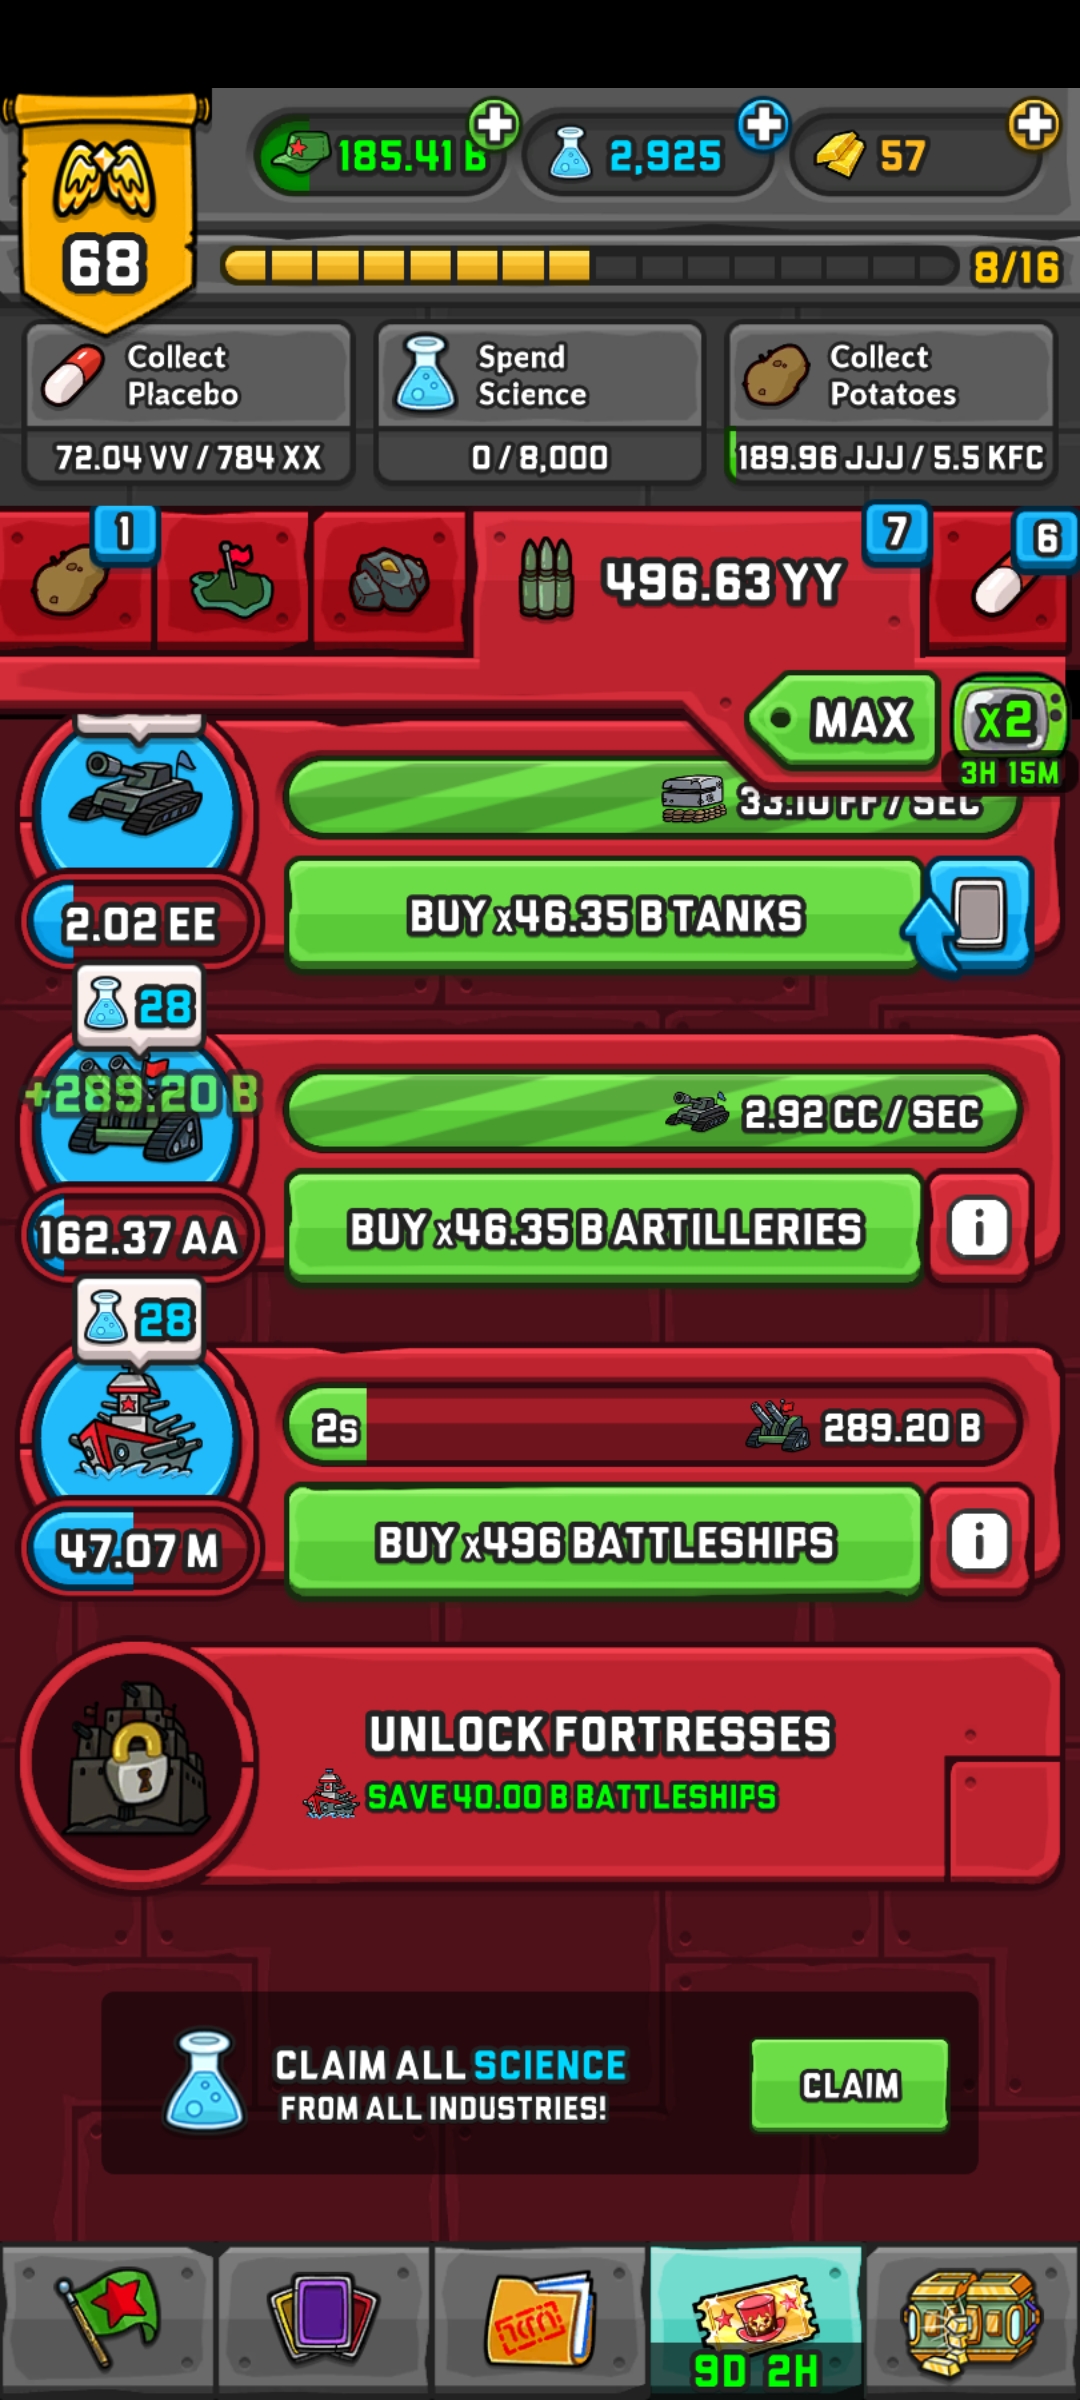 185.41 B
2,925
57
68
8/16
Collect
Placebo
72.04 VV / 784 XX
Spend
Science
0 / 8,000
Collect
Potatoes
189.96 JJJ / 5.5 KFC
1
496.63 YY
7
6
MAX
x2
3H 15M
33.10 FF / SEC
2.02 EE
BUY x46.35 B TANKS
28
+289.20 B
2.92 CC / SEC
162.37 AA
BUY x46.35 B ARTILLERIES
i
28
2s
289.20 B
47.07 M
BUY x496 BATTLESHIPS
i
UNLOCK FORTRESSES
SAVE 40.00 B BATTLESHIPS
CLAIM ALL SCIENCE
FROM ALL INDUSTRIES!
CLAIM
9D 2H